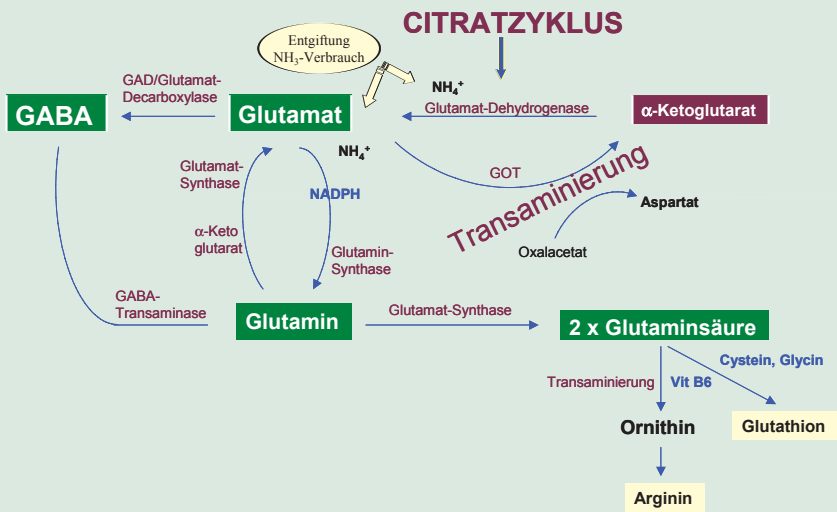 CITRATZYKLUS
Entgiftung
NH₃-Verbrauch
GAD/Glutamat-
Decarboxylase
NH₄⁺
GABA
Glutamat
Glutamat-Dehydrogenase
α-Ketoglutarat
NH₄⁺
Glutamat-
Synthase
NADPH
GOT
Transaminierung
Aspartat
α-Keto
glutarat
Glutamin-
Synthase
Oxalacetat
GABA-
Transaminase
Glutamin
Glutamat-Synthase
2 x Glutaminsäure
Cystein, Glycin
Transaminierung
Vit B6
Ornithin
Glutathion
Arginin